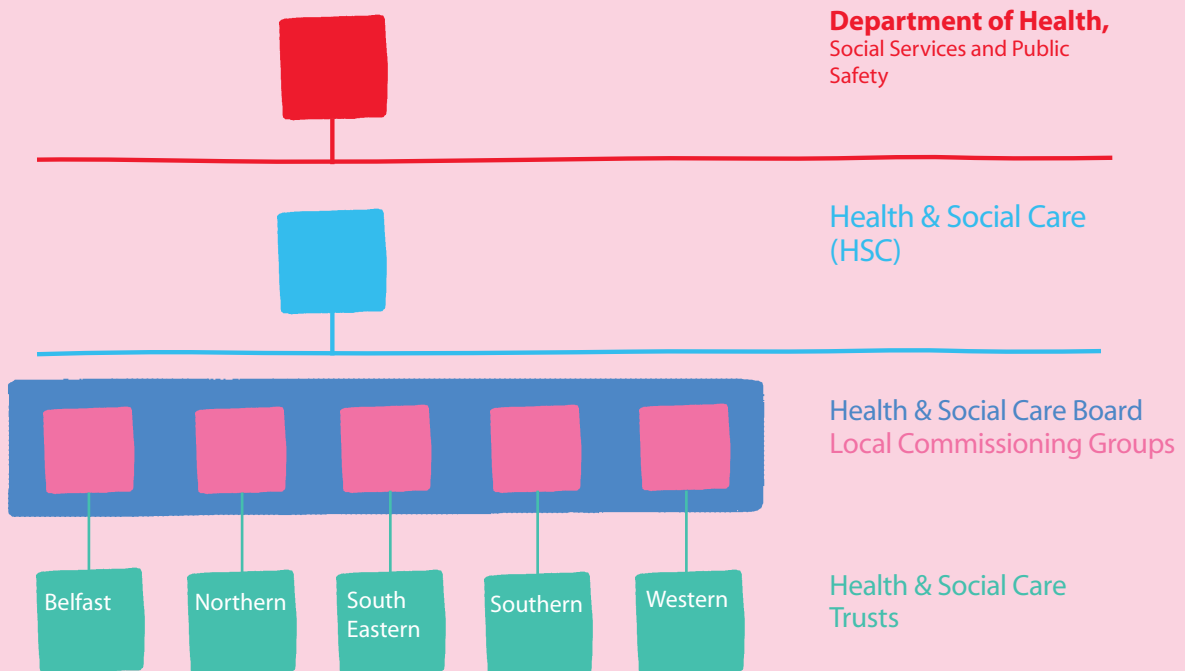 Department of Health,
Social Services and Public
Safety
Health & Social Care
(HSC)
Health & Social Care Board
Local Commissioning Groups
Belfast
Northern
South
Eastern
Southern
Western
Health & Social Care
Trusts